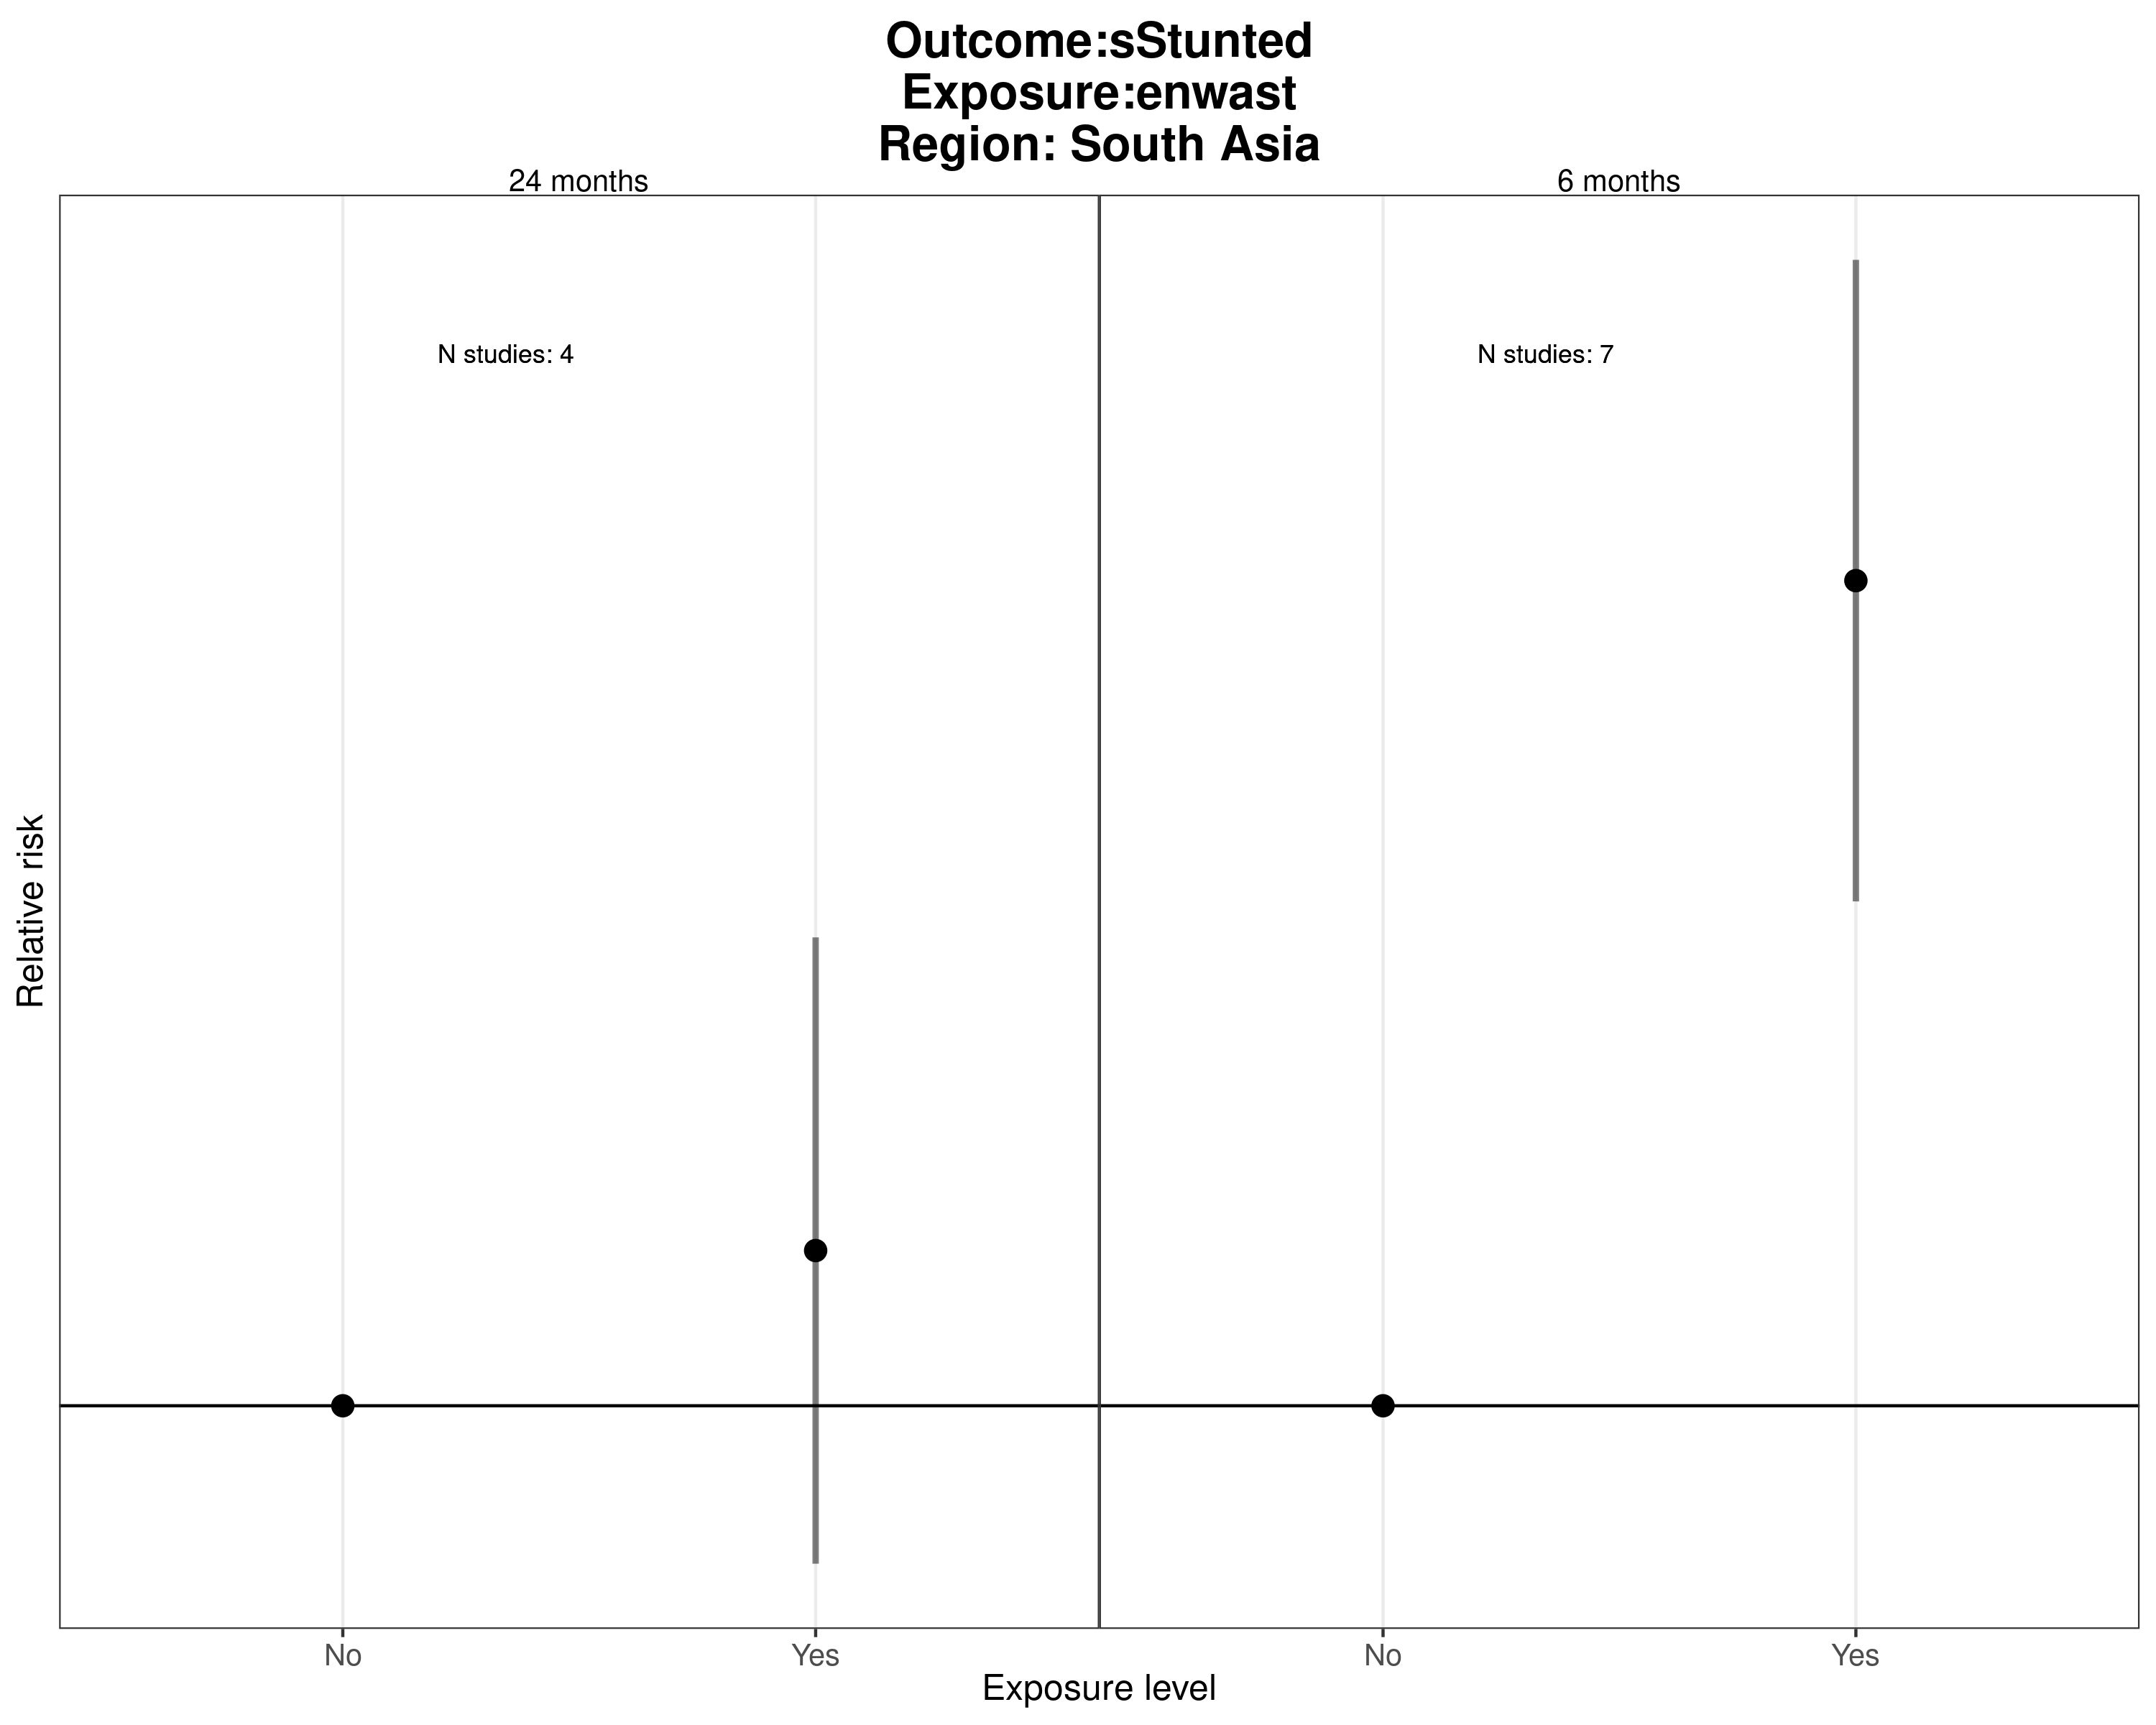 Outcome:sStunted
Exposure:enwast
Region: South Asia
24 months
6 months
N studies: 4
N studies: 7
Relative risk
No
Yes
No
Yes
Exposure level